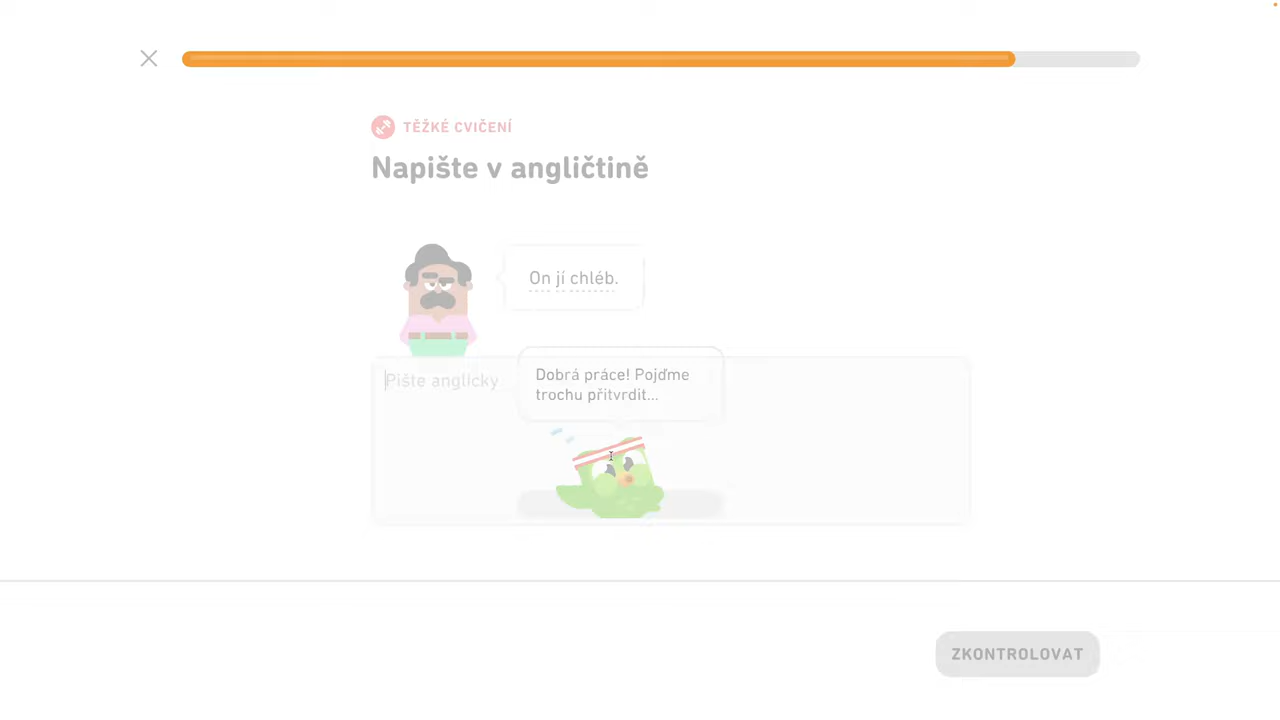 TĚŽKÉ CVIČENÍ
Napište v angličtině
On jí chléb.
Pište anglicky
Dobrá práce! Pojďme
trochu přitvrdit...
ZKONTROLOVAT